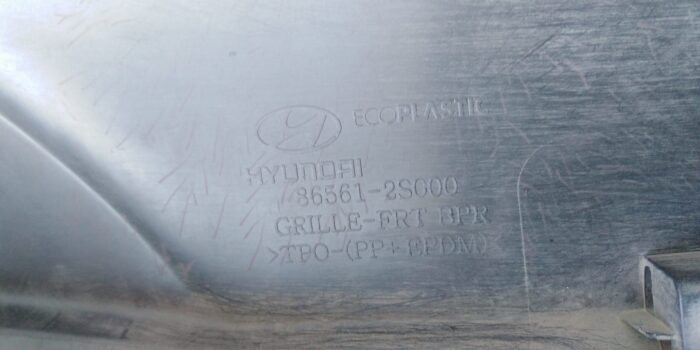 ECOPLASTIC
HYUNDAI
86561-2S000
GRILLE-FRT BPR
>TPO-(PP+EPDM)